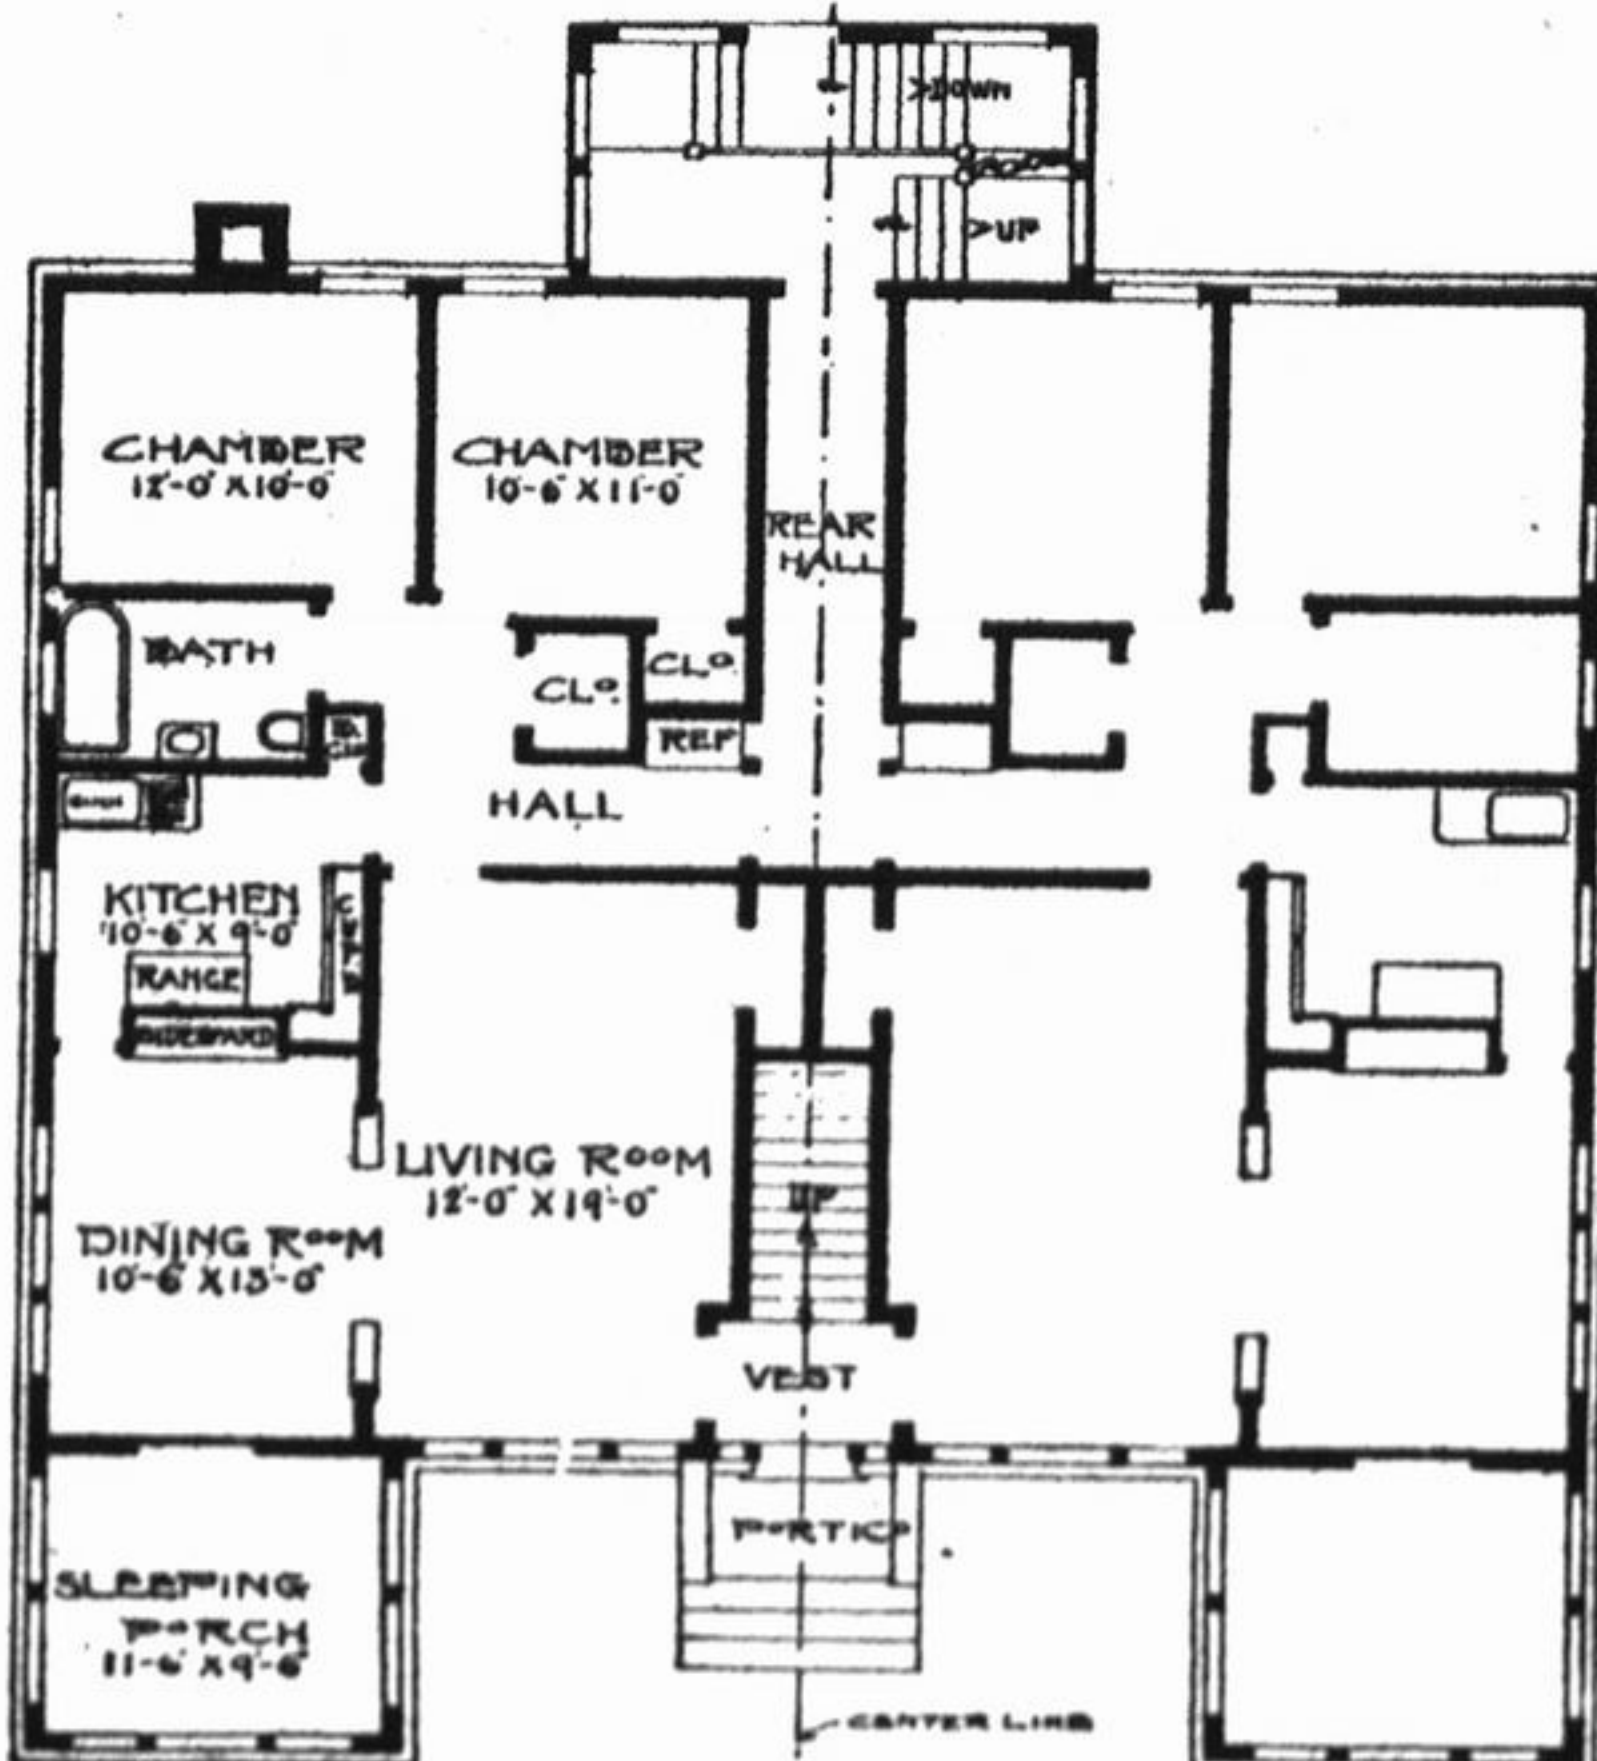 DOWN
UP
CHAMBER
12'-0" X 10'-0"
CHAMBER
10'-6" X 11'-0"
REAR
HALL
BATH
CLO.
CLO.
REF
HALL
KITCHEN
10'-6" X 9'-0"
RANGE
SIDEBOARD
LIVING ROOM
12'-0" X 19'-0"
UP
DINING ROOM
10'-6" X 13'-0"
VEST
PORTICO
SLEEPING
PORCH
11'-6" X 9'-6"
CENTER LINE